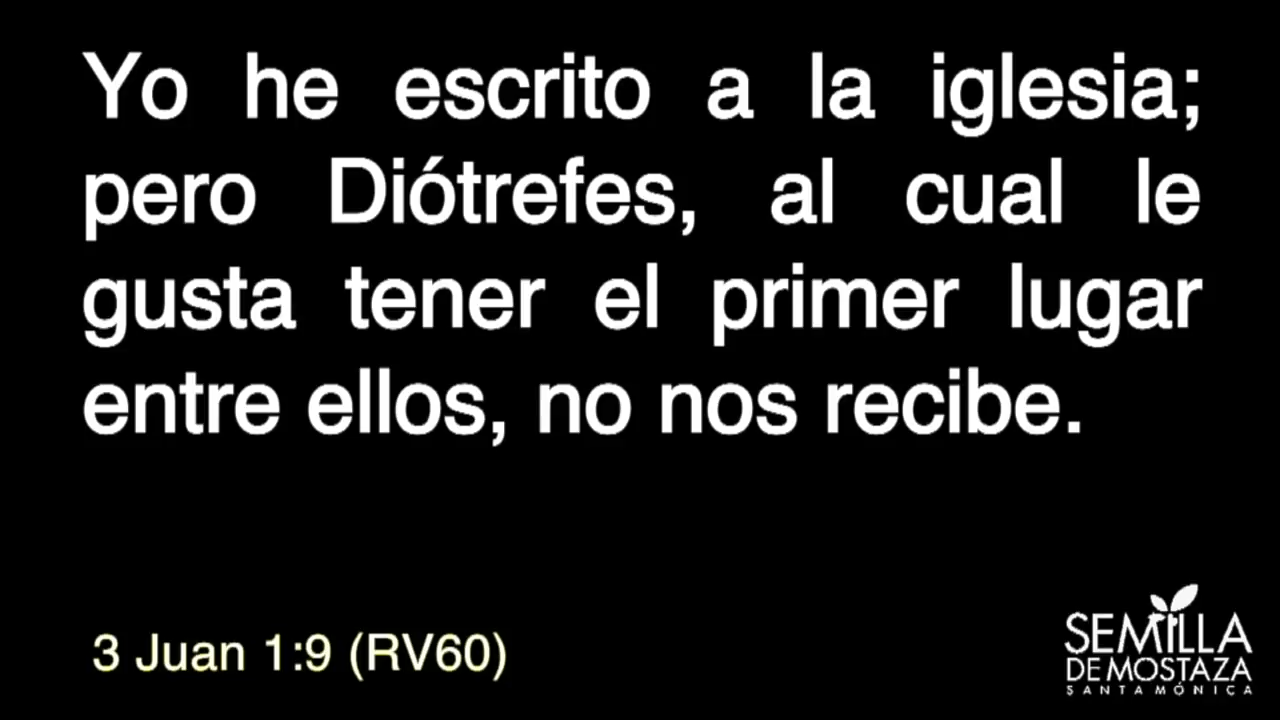 Yo he escrito a la iglesia;
pero Diótrefes, al cual le
gusta tener el primer lugar
entre ellos, no nos recibe.
3 Juan 1:9 (RV60)
SEMILLA
DE MOSTAZA
SANTA MÓNICA